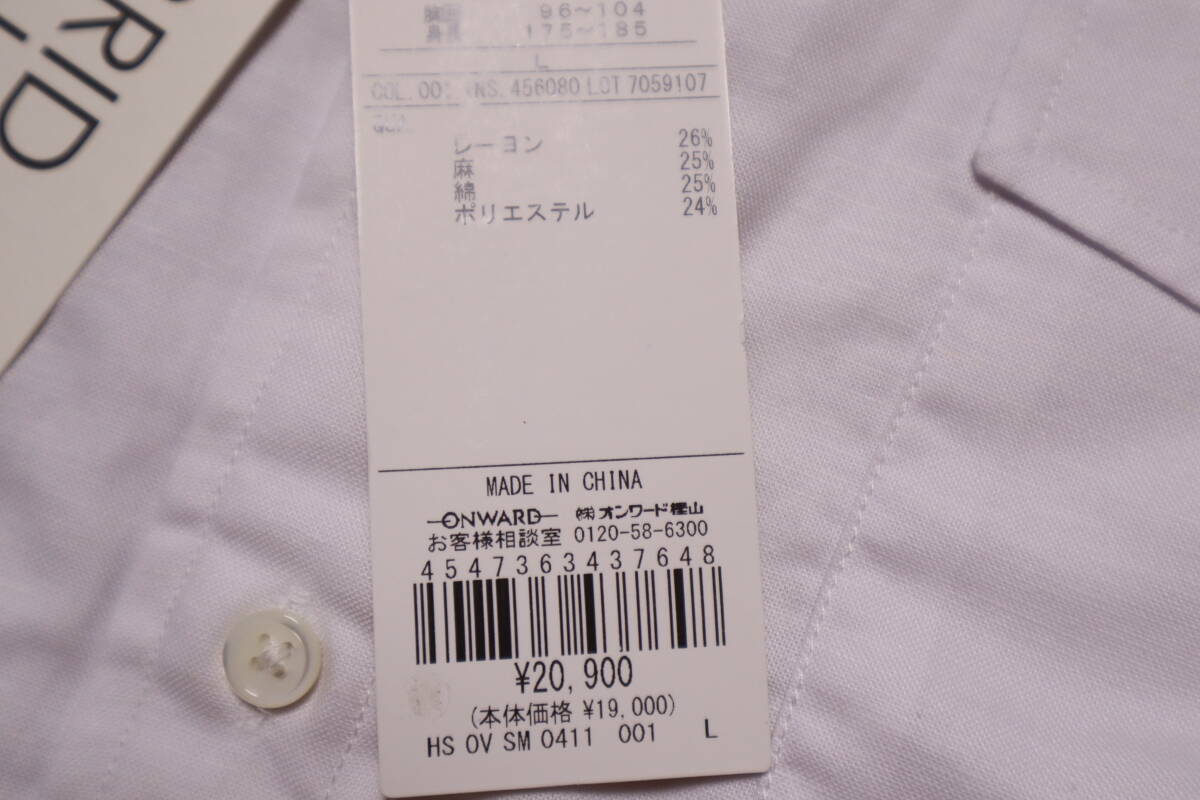 RID
胸囲 96~104
身長 175~185
L
COL. 001 INS. 456080 LOT 7059107
レーヨン 26%
麻 25%
綿 25%
ポリエステル 24%
MADE IN CHINA
ONWARD ㈱オンワード樫山
お客様相談室 0120-58-6300
4547363437648
¥20,900
(本体価格 ¥19,000)
HS OV SM 0411 001 L